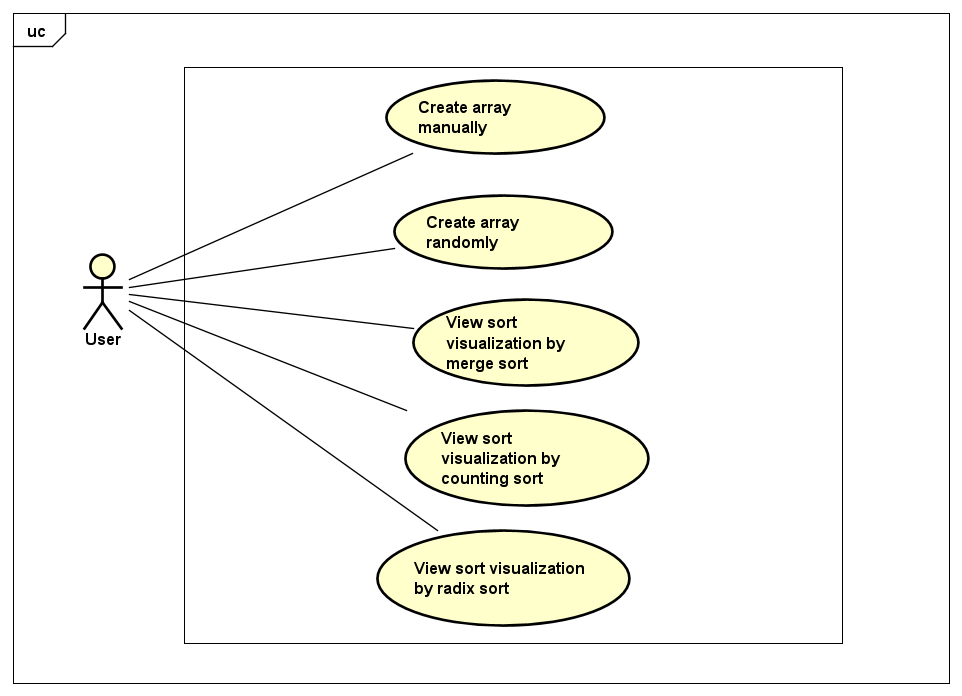 uc
Create array
manually
Create array
randomly
View sort
visualization by
merge sort
User
View sort
visualization by
counting sort
View sort visualization
by radix sort